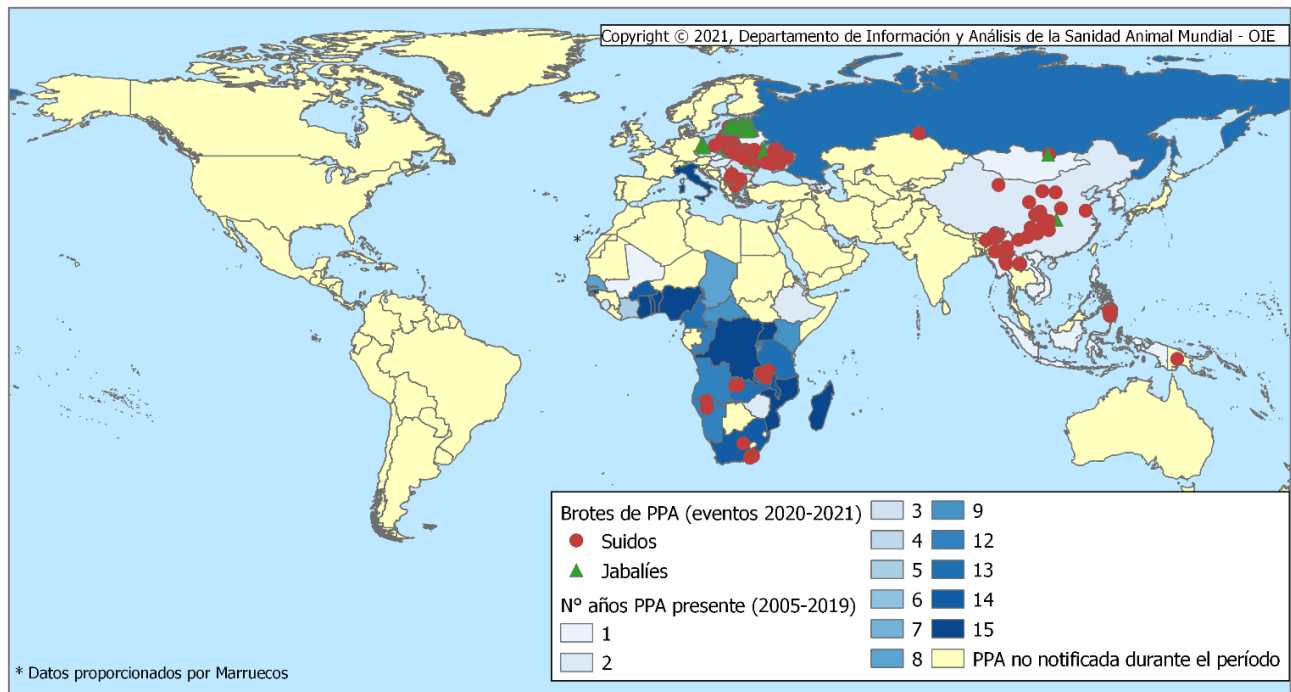 Copyright © 2021, Departamento de Información y Análisis de la Sanidad Animal Mundial - OIE
*
Brotes de PPA (eventos 2020-2021)
Suidos
Jabalíes
N° años PPA presente (2005-2019)
1
2
3
4
5
6
7
8
9
12
13
14
15
PPA no notificada durante el período
* Datos proporcionados por Marruecos